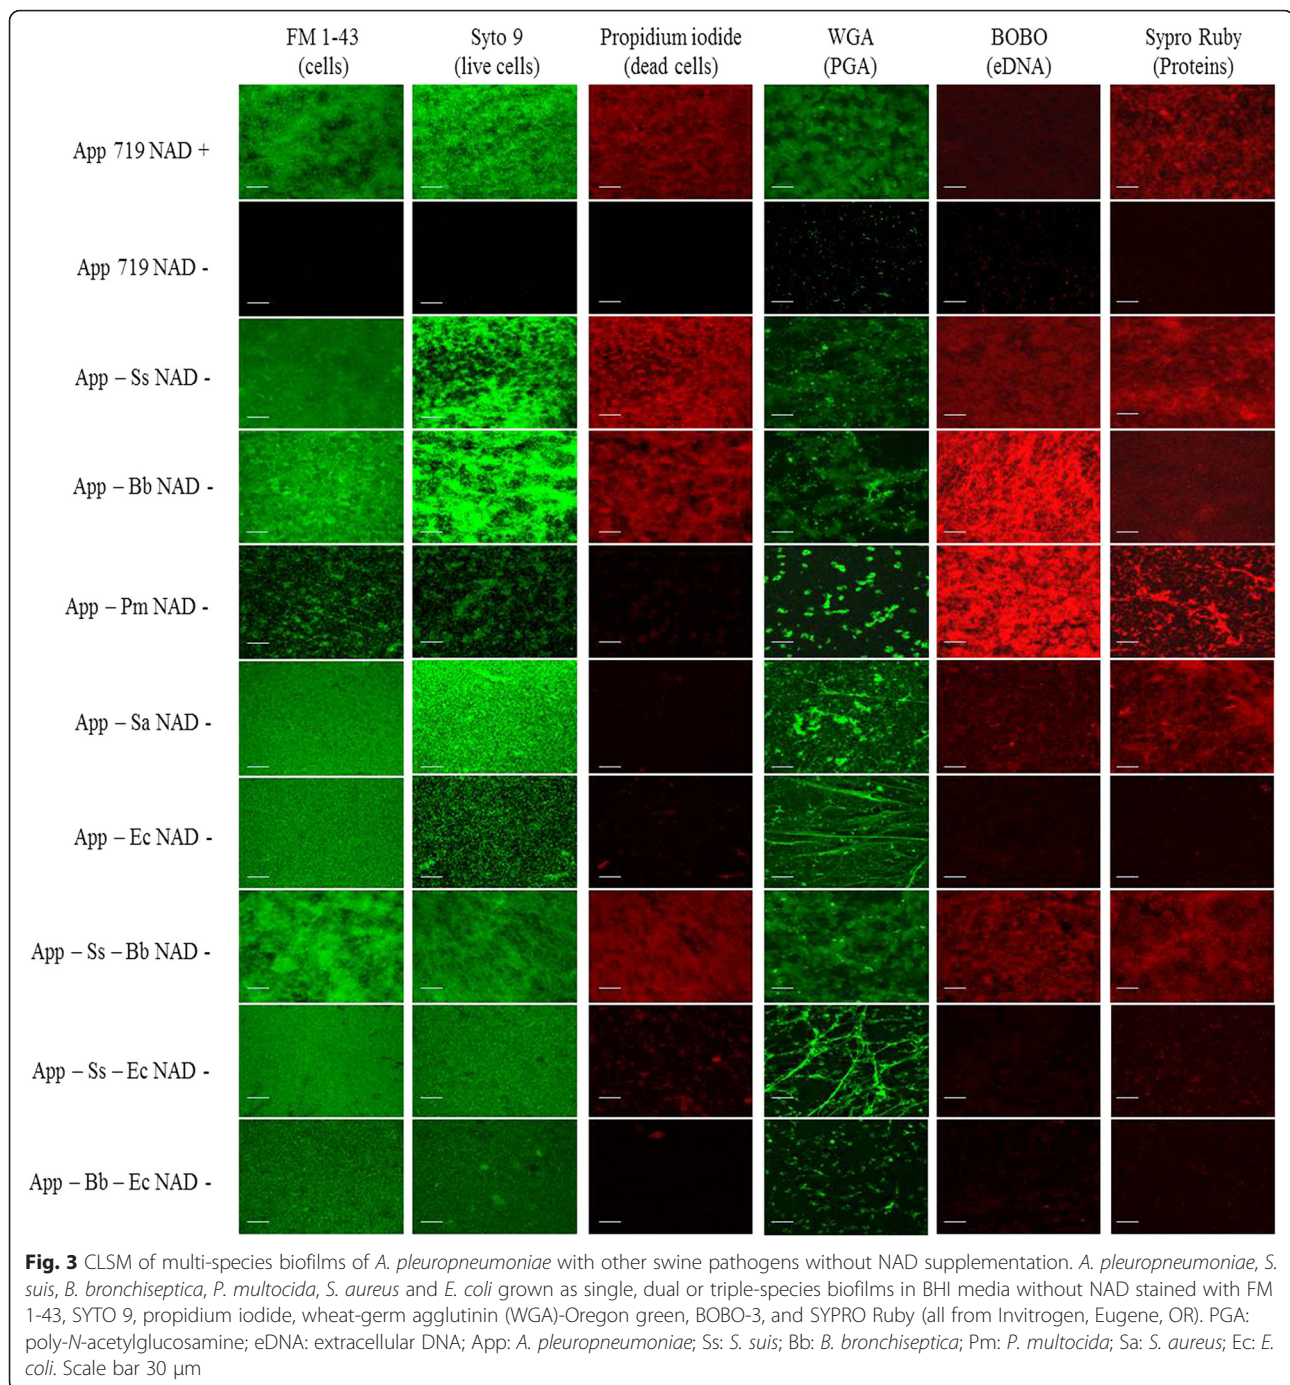 FM 1-43 Syto 9 Propidium iodide WGA BOBO Sypro Ruby
(cells) (live cells) (dead cells) (PGA) (eDNA) (Proteins)
App 719 NAD +
App 719 NAD -
App – Ss NAD -
App – Bb NAD -
App – Pm NAD -
App – Sa NAD -
App – Ec NAD -
App – Ss – Bb NAD -
App – Ss – Ec NAD -
App – Bb – Ec NAD -
Fig. 3 CLSM of multi-species biofilms of A. pleuropneumoniae with other swine pathogens without NAD supplementation. A. pleuropneumoniae, S.
suis, B. bronchiseptica, P. multocida, S. aureus and E. coli grown as single, dual or triple-species biofilms in BHI media without NAD stained with FM
1-43, SYTO 9, propidium iodide, wheat-germ agglutinin (WGA)-Oregon green, BOBO-3, and SYPRO Ruby (all from Invitrogen, Eugene, OR). PGA:
poly-N-acetylglucosamine; eDNA: extracellular DNA; App: A. pleuropneumoniae; Ss: S. suis; Bb: B. bronchiseptica; Pm: P. multocida; Sa: S. aureus; Ec: E.
coli. Scale bar 30 μm